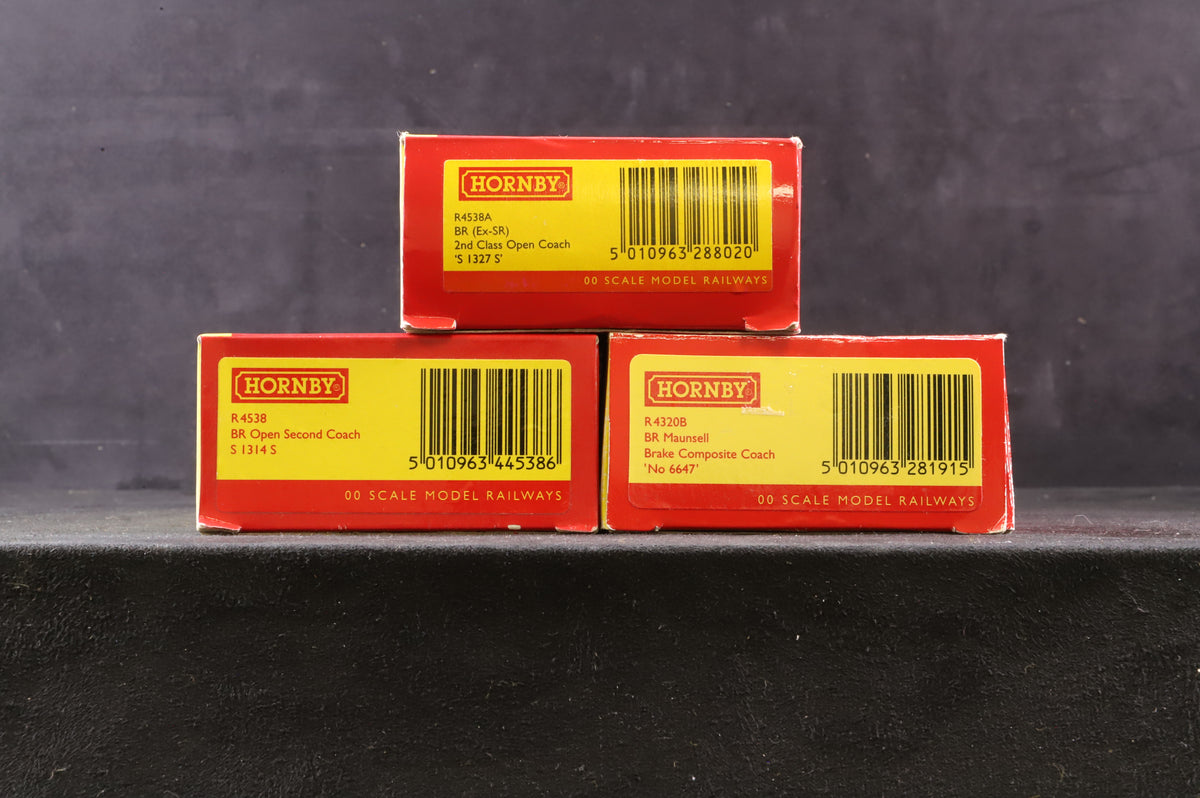 HORNBY®
R4538A
BR (Ex-SR)
2nd Class Open Coach
‘S 1327 S’
5 010963 288020
00 SCALE MODEL RAILWAYS
HORNBY®
R4538
BR Open Second Coach
S 1314 S
5 010963 445386
00 SCALE MODEL RAILWAYS
HORNBY®
R4320B
BR Maunsell
Brake Composite Coach
'No 6647'
5 010963 281915
00 SCALE MODEL RAILWAYS